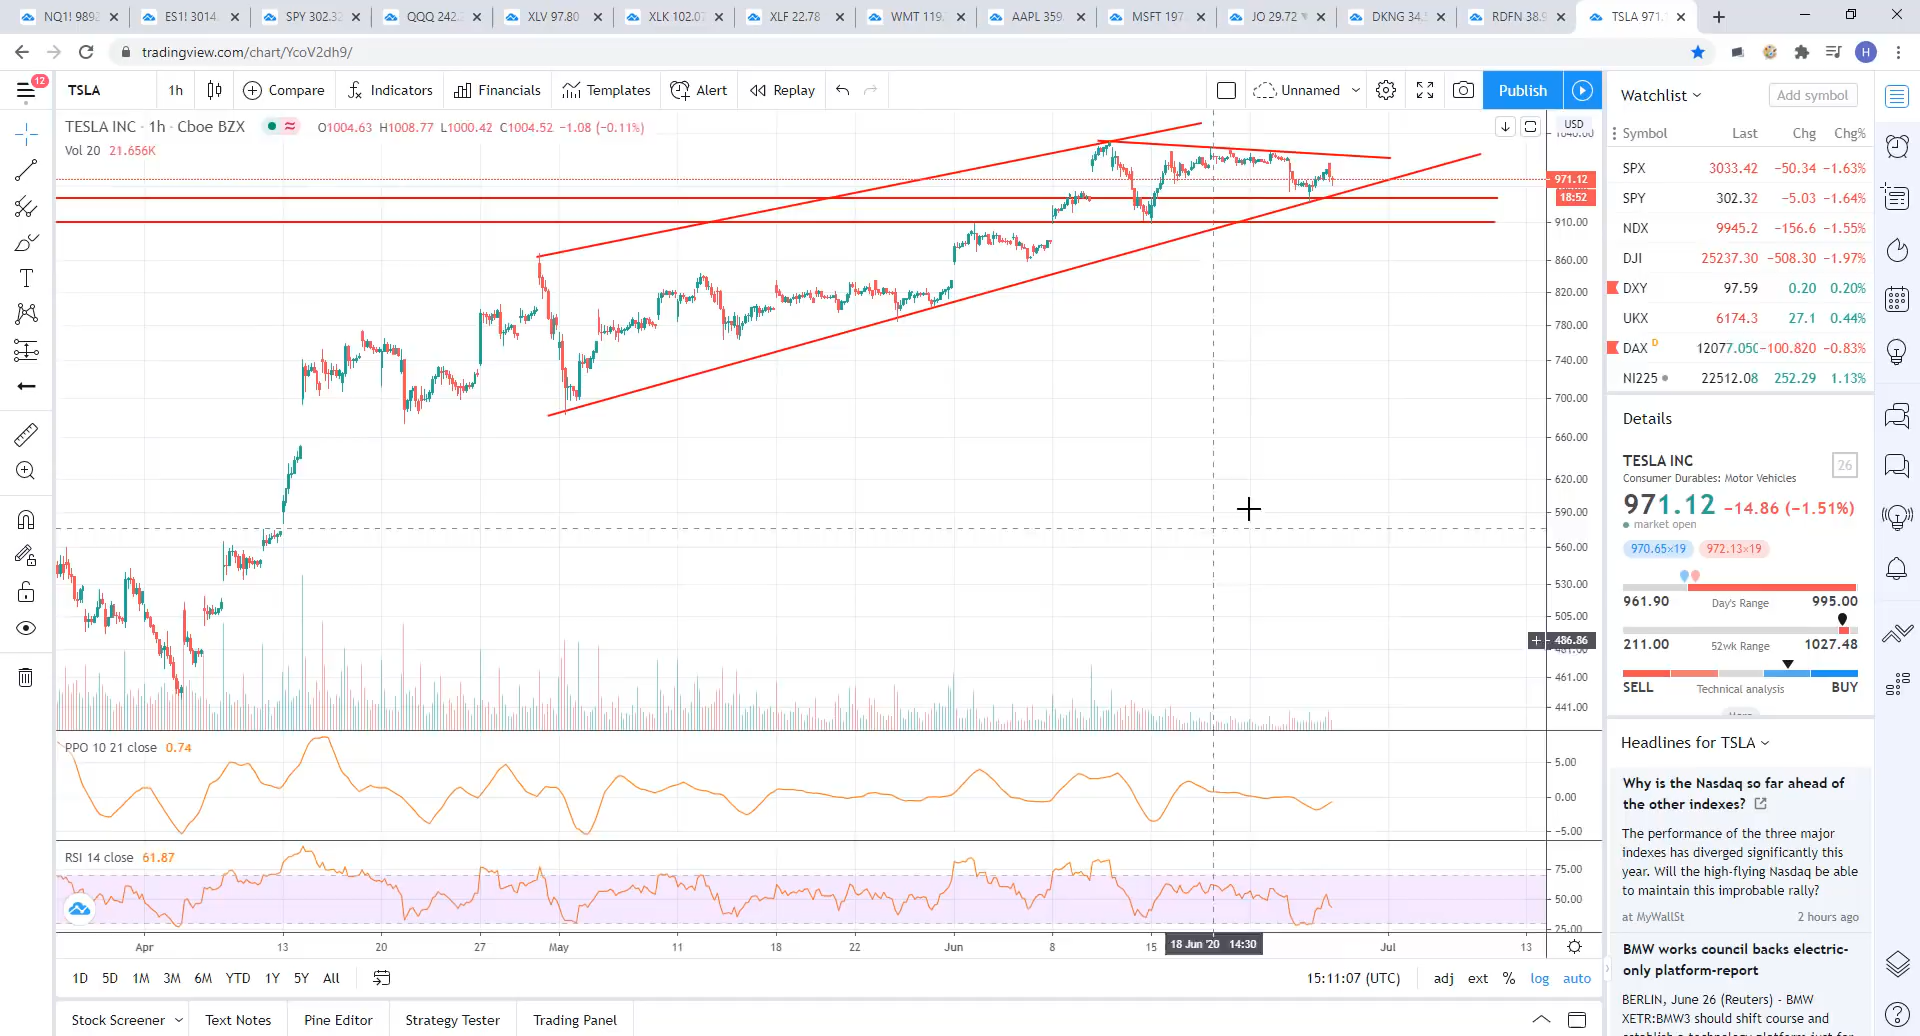 NQ1! 9892
ES1! 3014.
SPY 302.32
QQQ 242.
XLV 97.80
XLK 102.07
XLF 22.78
WMT 119.
AAPL 359.
MSFT 197.
JO 29.72
DKNG 34.
RDFN 38.9
TSLA 971.
tradingview.com/chart/YcoV2dh9/
H
12
TSLA
1h
Compare
Indicators
Financials
Templates
Alert
Replay
Unnamed
Publish
TESLA INC · 1h · Cboe BZX
O1004.63 H1008.77 L1000.42 C1004.52 −1.08 (−0.11%)
Vol 20 21.656K
USD
1040.00
971.12
18:52
910.00
860.00
820.00
780.00
740.00
700.00
660.00
620.00
590.00
560.00
530.00
505.00
486.86
481.00
461.00
441.00
PPO 10 21 close 0.74
5.00
0.00
−5.00
RSI 14 close 61.87
75.00
50.00
25.00
Apr
13
20
27
May
11
18
22
Jun
8
15
18 Jun '20 14:30
Jul
13
1D 5D 1M 3M 6M YTD 1Y 5Y All
15:11:07 (UTC)
adj ext % log auto
Stock Screener
Text Notes
Pine Editor
Strategy Tester
Trading Panel
Watchlist
Add symbol
Symbol Last Chg Chg%
SPX 3033.42 −50.34 −1.63%
SPY 302.32 −5.03 −1.64%
NDX 9945.2 −156.6 −1.55%
DJI 25237.30 −508.30 −1.97%
DXY 97.59 0.20 0.20%
UKX 6174.3 27.1 0.44%
DAX D 12077.050 −100.820 −0.83%
NI225 22512.08 252.29 1.13%
Details
TESLA INC
26
Consumer Durables: Motor Vehicles
971.12 −14.86 (−1.51%)
market open
970.65×19 972.13×19
961.90 Day's Range 995.00
211.00 52wk Range 1027.48
SELL Technical analysis BUY
More
Headlines for TSLA
Why is the Nasdaq so far ahead of
the other indexes?
The performance of the three major
indexes has diverged significantly this
year. Will the high-flying Nasdaq be able
to maintain this improbable rally?
at MyWallSt 2 hours ago
BMW works council backs electric-
only platform-report
BERLIN, June 26 (Reuters) - BMW
XETR:BMW3 should shift course and